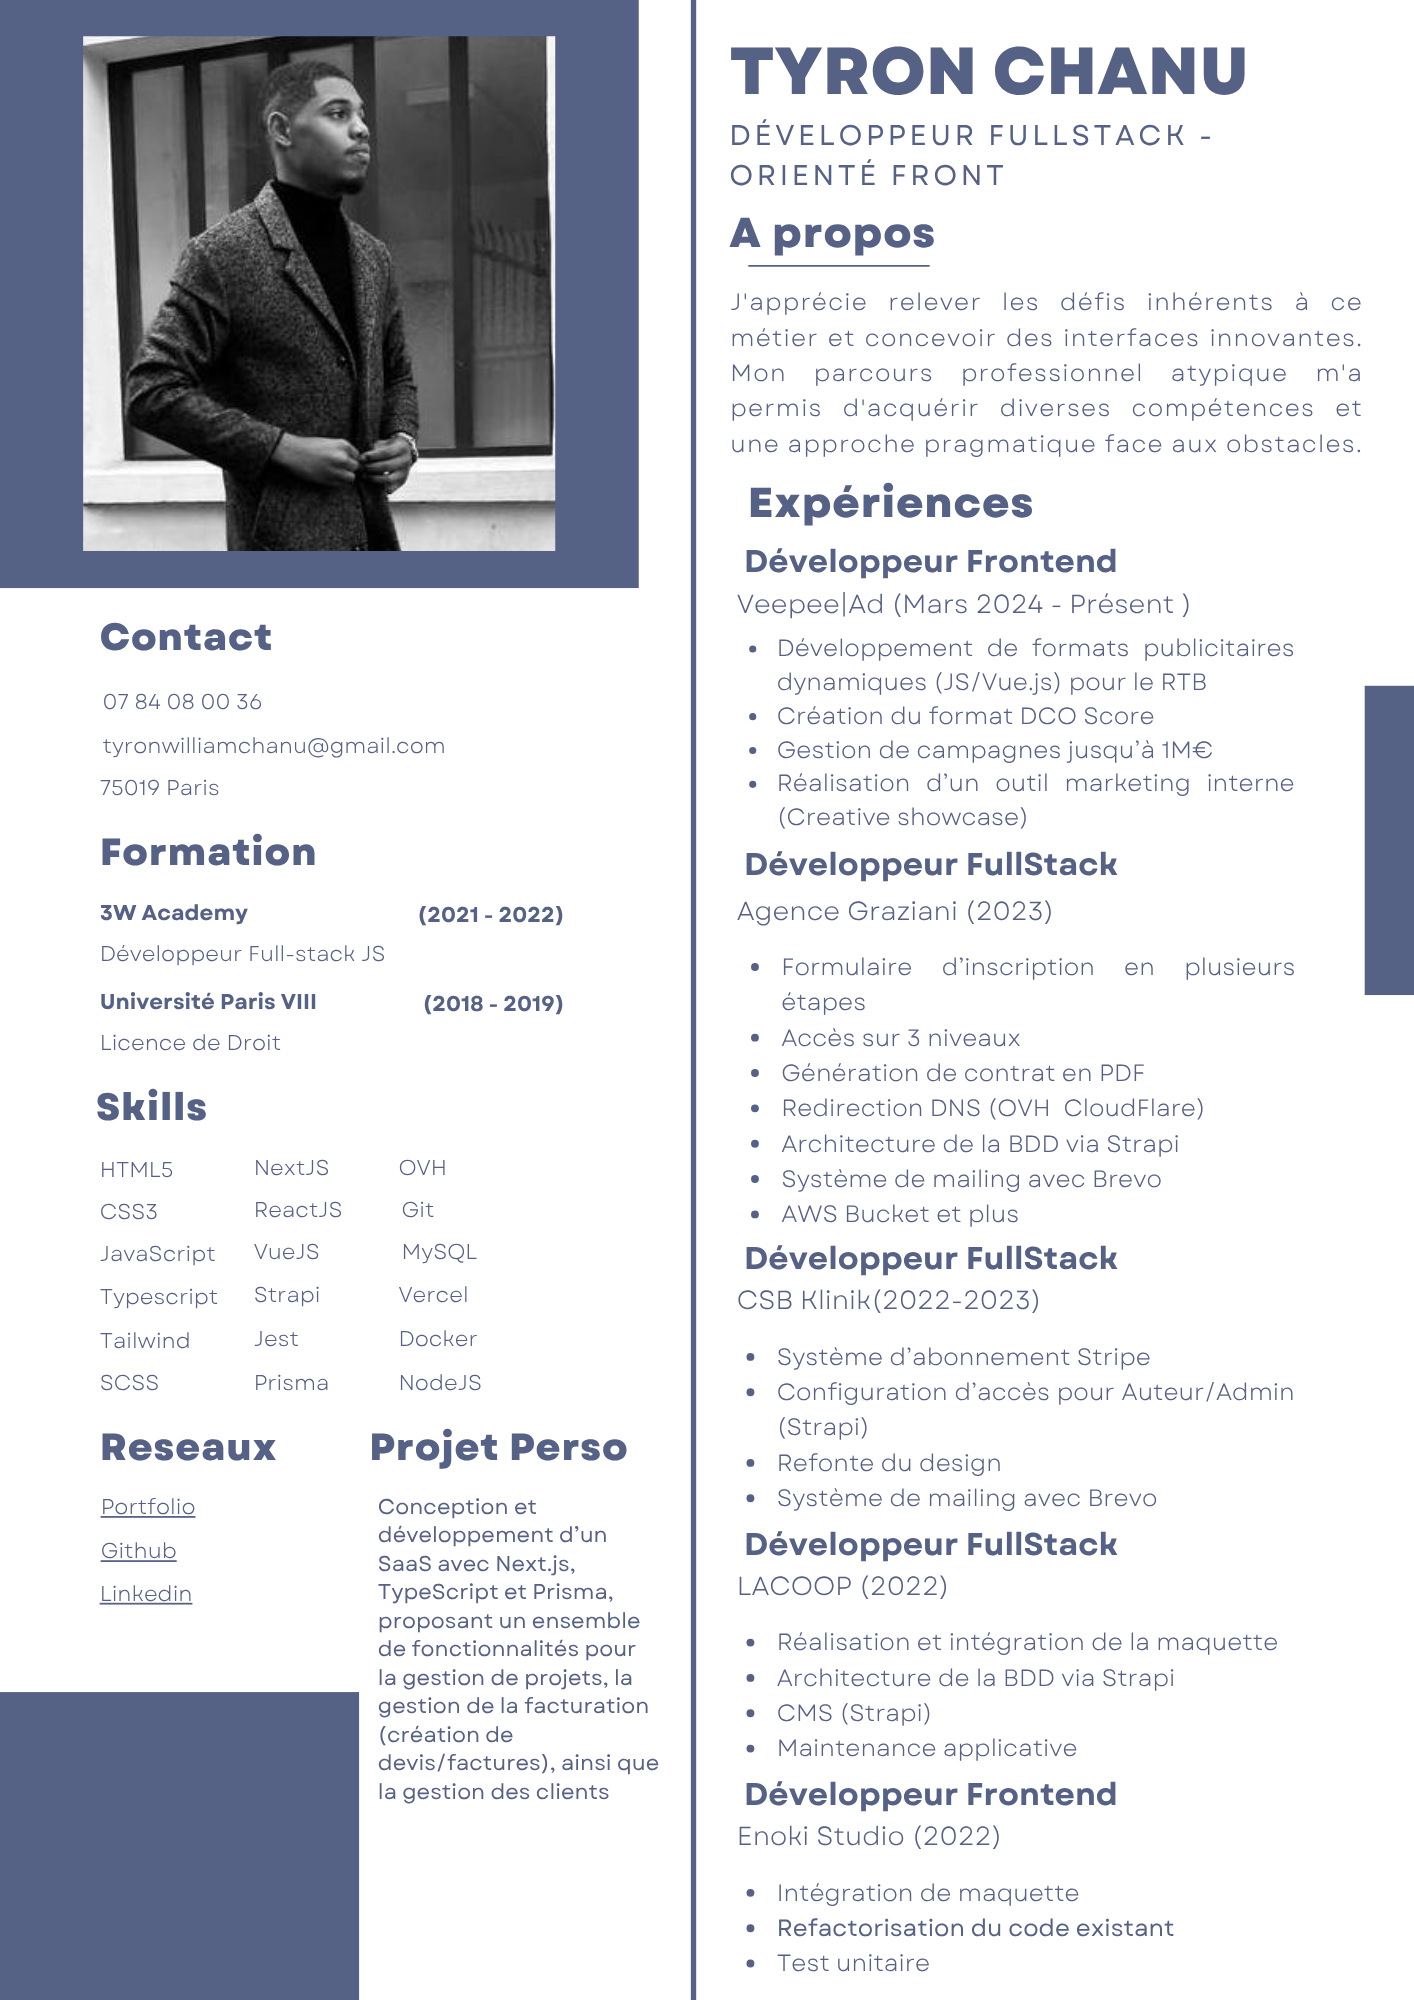 Contact
07 84 08 00 36
tyronwilliamchanu@gmail.com
75019 Paris
Formation
3W Academy (2021 - 2022)
Développeur Full-stack JS
Université Paris VIII (2018 - 2019)
Licence de Droit
Skills
HTML5 NextJS OVH
CSS3 ReactJS Git
JavaScript VueJS MySQL
Typescript Strapi Vercel
Tailwind Jest Docker
SCSS Prisma NodeJS
Reseaux
Portfolio
Github
Linkedin
Projet Perso
Conception et
développement d’un
SaaS avec Next.js,
TypeScript et Prisma,
proposant un ensemble
de fonctionnalités pour
la gestion de projets, la
gestion de la facturation
(création de
devis/factures), ainsi que
la gestion des clients
TYRON CHANU
DÉVELOPPEUR FULLSTACK -
ORIENTÉ FRONT
A propos
J'apprécie relever les défis inhérents à ce
métier et concevoir des interfaces innovantes.
Mon parcours professionnel atypique m'a
permis d'acquérir diverses compétences et
une approche pragmatique face aux obstacles.
Expériences
Développeur Frontend
Veepee|Ad (Mars 2024 - Présent )
• Développement de formats publicitaires
dynamiques (JS/Vue.js) pour le RTB
• Création du format DCO Score
• Gestion de campagnes jusqu’à 1M€
• Réalisation d’un outil marketing interne
(Creative showcase)
Développeur FullStack
Agence Graziani (2023)
• Formulaire d’inscription en plusieurs
étapes
• Accès sur 3 niveaux
• Génération de contrat en PDF
• Redirection DNS (OVH CloudFlare)
• Architecture de la BDD via Strapi
• Système de mailing avec Brevo
• AWS Bucket et plus
Développeur FullStack
CSB Klinik(2022-2023)
• Système d’abonnement Stripe
• Configuration d’accès pour Auteur/Admin
(Strapi)
• Refonte du design
• Système de mailing avec Brevo
Développeur FullStack
LACOOP (2022)
• Réalisation et intégration de la maquette
• Architecture de la BDD via Strapi
• CMS (Strapi)
• Maintenance applicative
Développeur Frontend
Enoki Studio (2022)
• Intégration de maquette
• Refactorisation du code existant
• Test unitaire